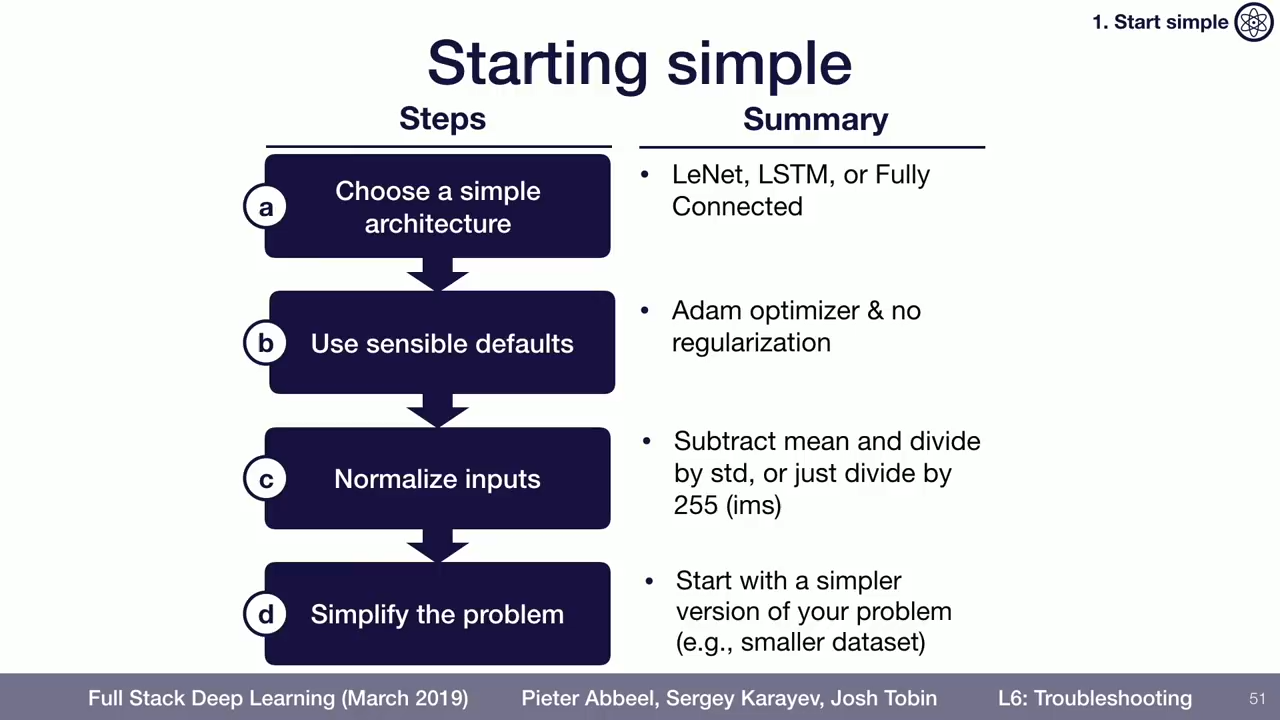 1. Start simple
Starting simple
Steps
Summary
a
Choose a simple
architecture
• LeNet, LSTM, or Fully
Connected
b
Use sensible defaults
• Adam optimizer & no
regularization
c
Normalize inputs
• Subtract mean and divide
by std, or just divide by
255 (ims)
d
Simplify the problem
• Start with a simpler
version of your problem
(e.g., smaller dataset)
Full Stack Deep Learning (March 2019)
Pieter Abbeel, Sergey Karayev, Josh Tobin
L6: Troubleshooting
51